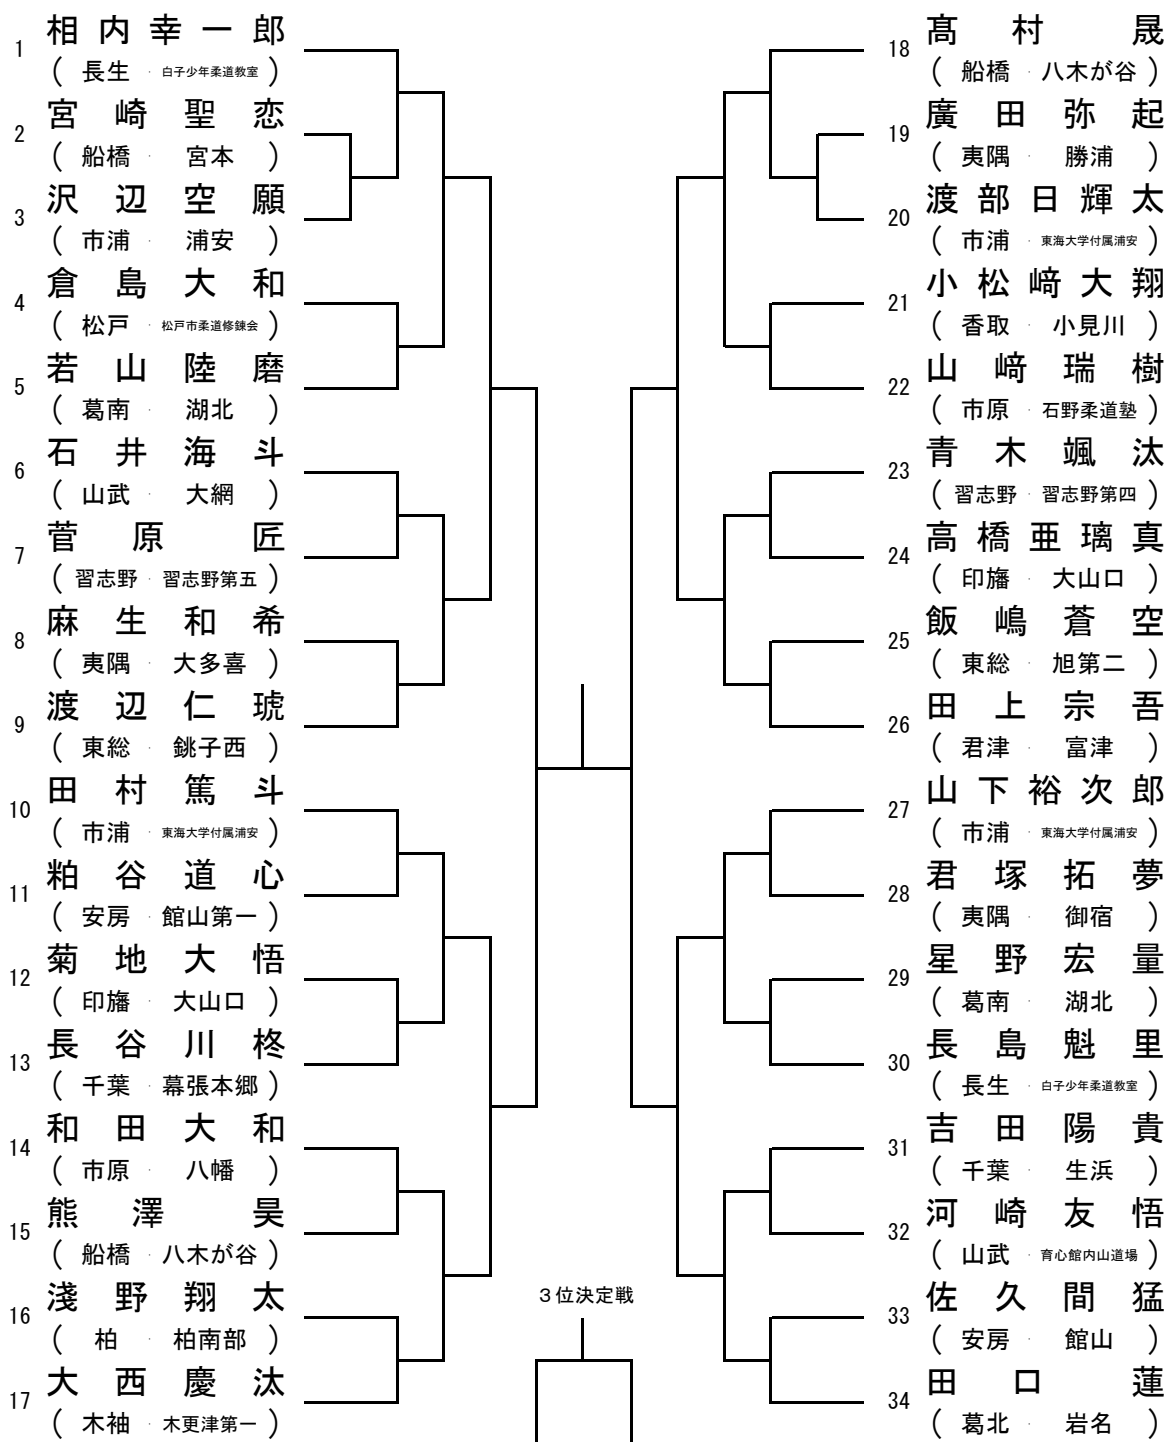 1 相内幸一郎
(長生・白子少年柔道教室)
2 宮崎聖恋
(船橋・宮本)
3 沢辺空願
(市浦・浦安)
4 倉島大和
(松戸・松戸市柔道修錬会)
5 若山陸磨
(葛南・湖北)
6 石井海斗
(山武・大網)
7 菅原匠
(習志野・習志野第五)
8 麻生和希
(夷隅・大多喜)
9 渡辺仁琥
(東総・銚子西)
10 田村篤斗
(市浦・東海大学付属浦安)
11 粕谷道心
(安房・館山第一)
12 菊地大悟
(印旛・大山口)
13 長谷川柊
(千葉・幕張本郷)
14 和田大和
(市原・八幡)
15 熊澤昊
(船橋・八木が谷)
16 淺野翔太
(柏・柏南部)
17 大西慶汰
(木袖・木更津第一)
３位決定戦
18 髙村晟
(船橋・八木が谷)
19 廣田弥起
(夷隅・勝浦)
20 渡部日輝太
(市浦・東海大学付属浦安)
21 小松﨑大翔
(香取・小見川)
22 山﨑瑞樹
(市原・石野柔道塾)
23 青木颯汰
(習志野・習志野第四)
24 高橋亜璃真
(印旛・大山口)
25 飯嶋蒼空
(東総・旭第二)
26 田上宗吾
(君津・富津)
27 山下裕次郎
(市浦・東海大学付属浦安)
28 君塚拓夢
(夷隅・御宿)
29 星野宏量
(葛南・湖北)
30 長島魁里
(長生・白子少年柔道教室)
31 吉田陽貴
(千葉・生浜)
32 河崎友悟
(山武・育心館内山道場)
33 佐久間猛
(安房・館山)
34 田口蓮
(葛北・岩名)